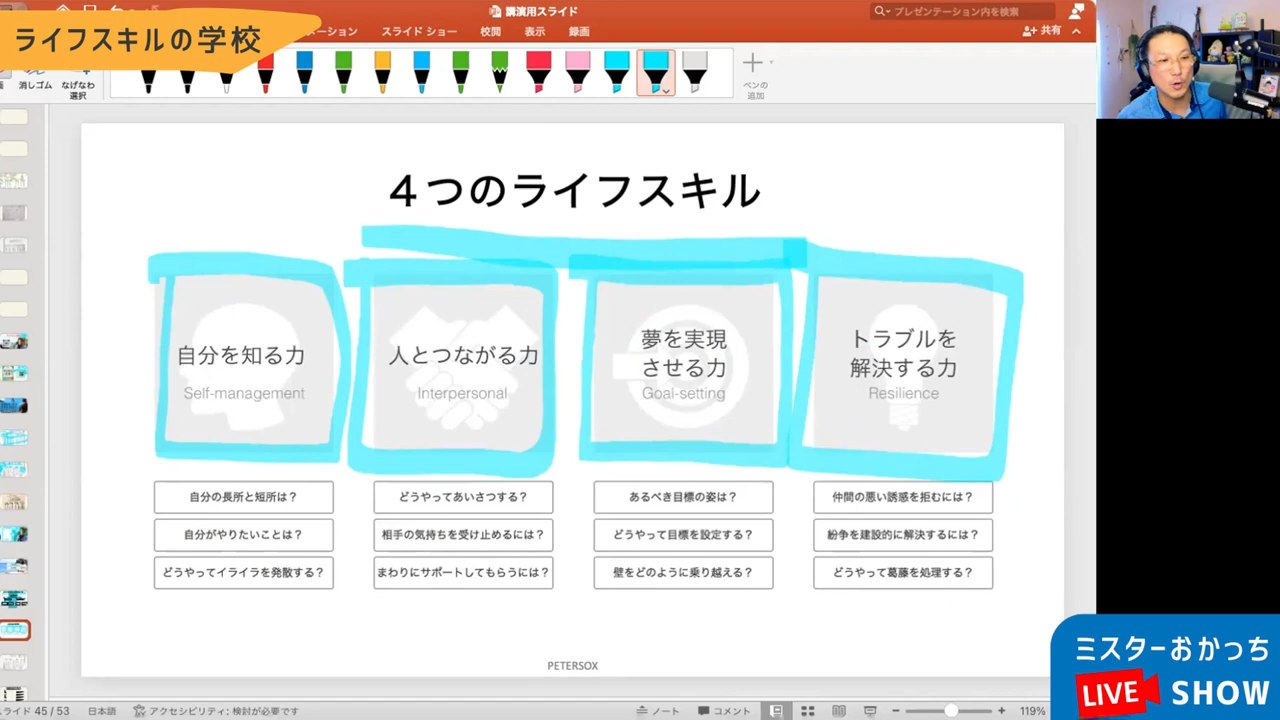 講演用スライド
プレゼンテーション内を検索
ライフスキルの学校
スライド ショー
校閲
表示
録画
共有
消しゴム
なげなわ
選択
ペンの
追加
4つのライフスキル
自分を知る力
Self-management
人とつながる力
Interpersonal
夢を実現
させる力
Goal-setting
トラブルを
解決する力
Resilience
自分の長所と短所は？
どうやってあいさつする？
あるべき目標の姿は？
仲間の悪い誘惑を拒むには？
自分がやりたいことは？
相手の気持ちを受け止めるには？
どうやって目標を設定する？
紛争を建設的に解決するには？
どうやってイライラを発散する？
まわりにサポートしてもらうには？
壁をどのように乗り越える？
どうやって葛藤を処理する？
PETERSOX
ミスターおかっち
LIVE SHOW
スライド 45 / 53
日本語
アクセシビリティ: 検討が必要です
ノート
コメント
119%